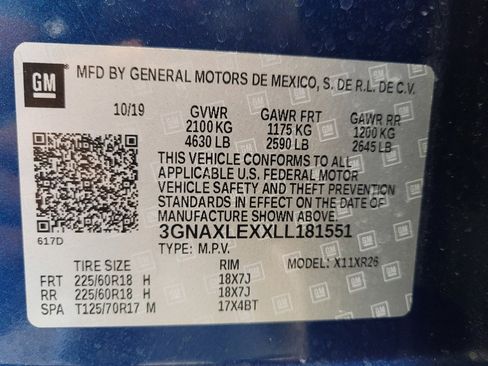 GM
MFD BY GENERAL MOTORS DE MEXICO, S. DE R.L. DE C.V.
10/19 GVWR GAWR FRT GAWR RR
2100 KG 1175 KG 1200 KG
4630 LB 2590 LB 2645 LB
THIS VEHICLE CONFORMS TO ALL
APPLICABLE U.S. FEDERAL MOTOR
VEHICLE SAFETY AND THEFT PREVENTION
STANDARDS IN EFFECT ON THE DATE OF
MANUFACTURE SHOWN ABOVE.
617D 3GNAXLEXXLL181551
TYPE: M.P.V. MODEL: X11XR26
TIRE SIZE RIM
FRT 225/60R18 H 18X7J
RR 225/60R18 H 18X7J
SPA T125/70R17 M 17X4BT